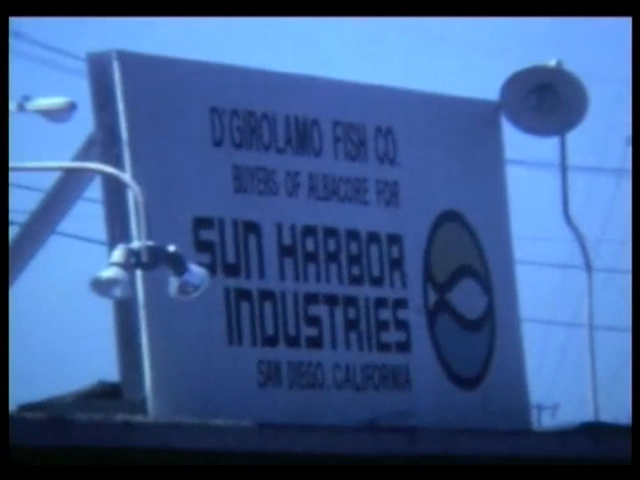 D'GIROLAMO FISH CO.
BUYERS OF ALBACORE FOR
SUN HARBOR
INDUSTRIES
SAN DIEGO. CALIFORNIA